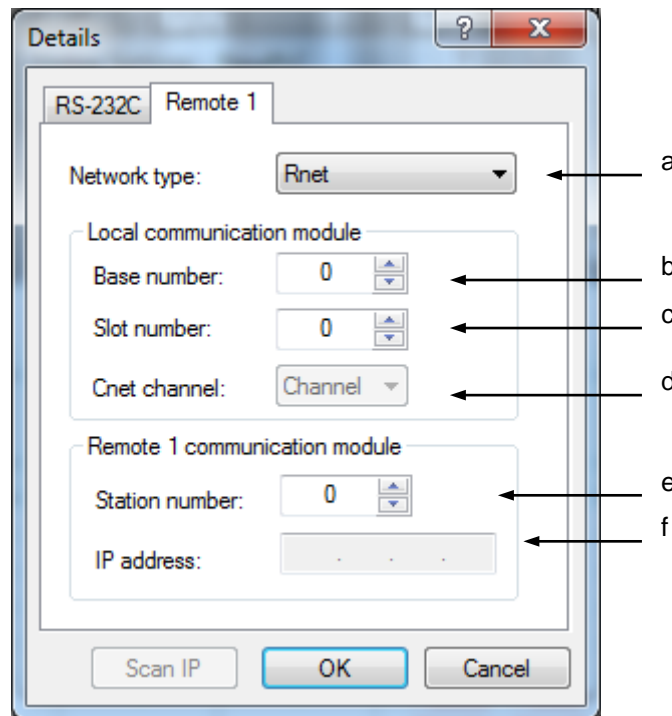 Details
?
RS-232C Remote 1
Network type: Rnet
a
Local communication module
Base number: 0
b
Slot number: 0
c
Cnet channel: Channel
d
Remote 1 communication module
Station number: 0
e
IP address: . . .
f
Scan IP OK Cancel